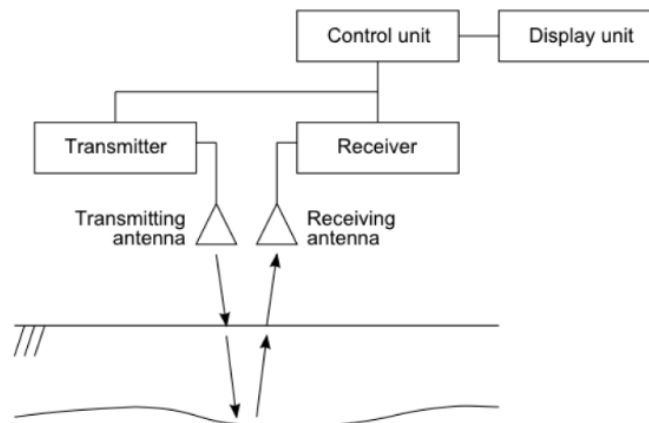 Control unit
Display unit
Transmitter
Receiver
Transmitting
antenna
Receiving
antenna